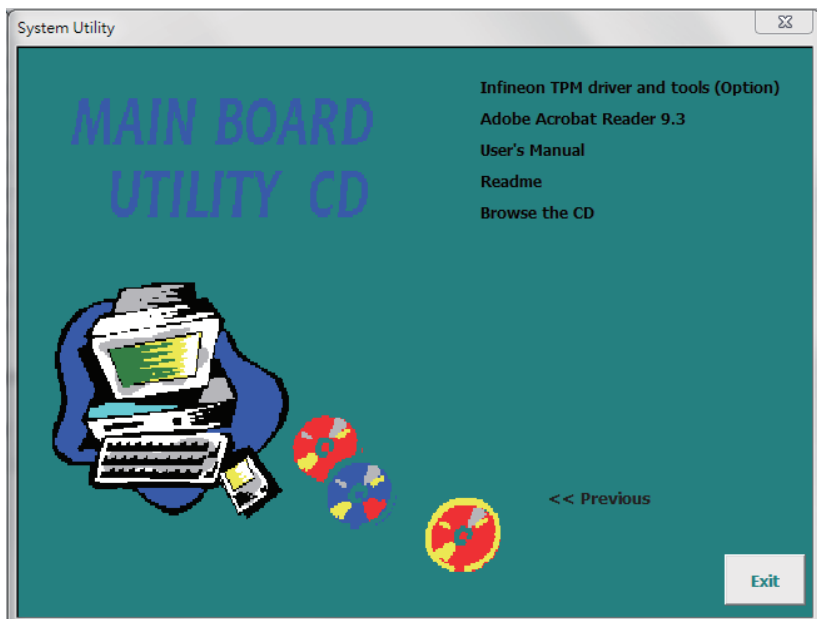 System Utility
MAIN BOARD
UTILITY CD
Infineon TPM driver and tools (Option)
Adobe Acrobat Reader 9.3
User's Manual
Readme
Browse the CD
<< Previous
Exit